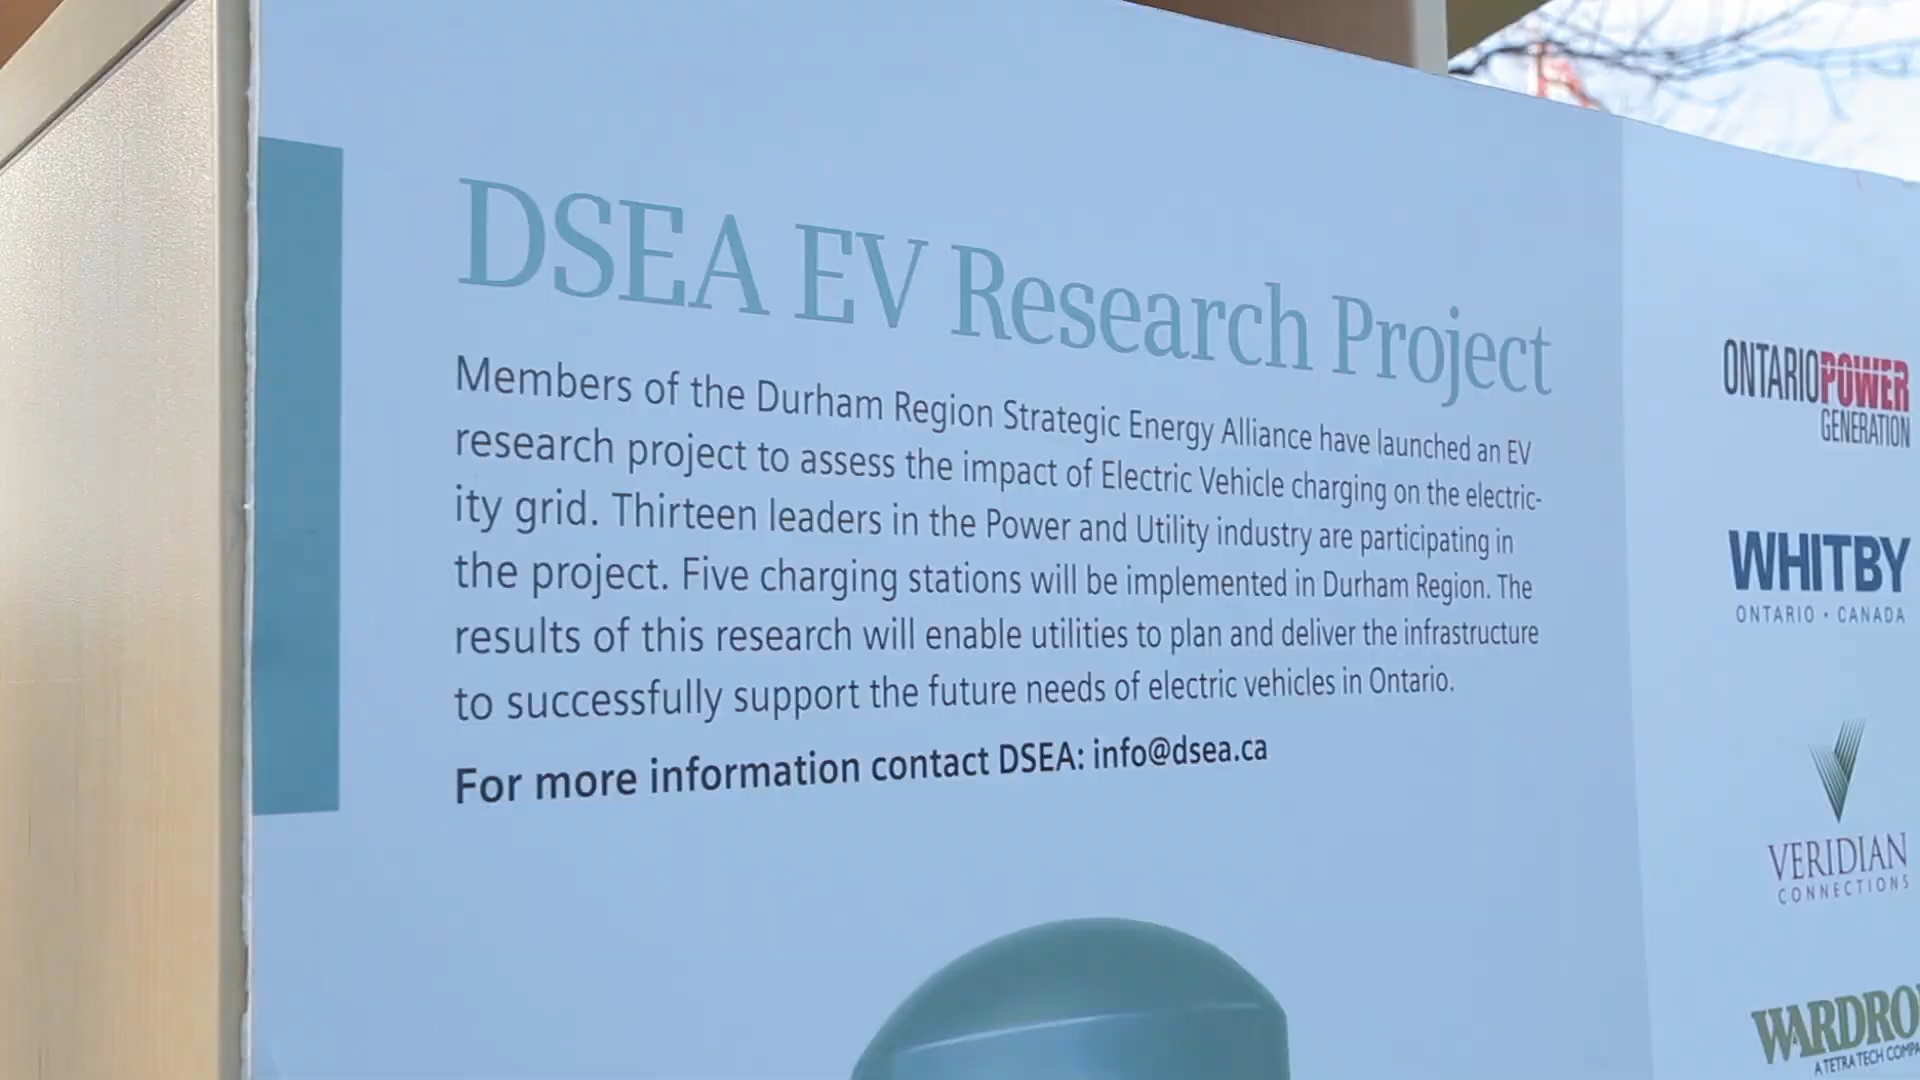 DSEA EV Research Project
Members of the Durham Region Strategic Energy Alliance have launched an EV
research project to assess the impact of Electric Vehicle charging on the electric-
ity grid. Thirteen leaders in the Power and Utility industry are participating in
the project. Five charging stations will be implemented in Durham Region. The
results of this research will enable utilities to plan and deliver the infrastructure
to successfully support the future needs of electric vehicles in Ontario.
For more information contact DSEA: info@dsea.ca
ONTARIOPOWER
GENERATION
WHITBY
ONTARIO • CANADA
VERIDIAN
CONNECTIONS
A TETRA TECH